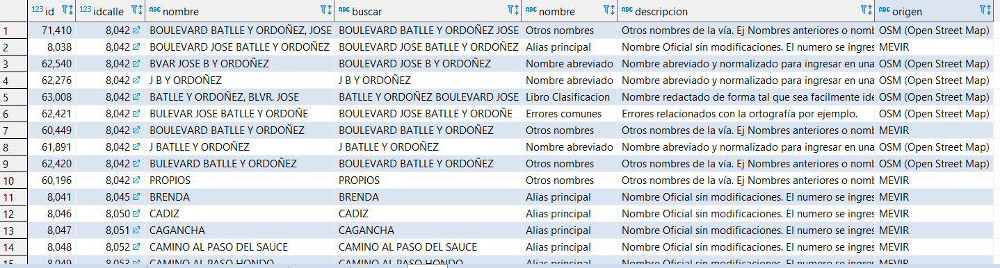 123 id 123 idcalle ABC nombre ABC buscar ABC nombre ABC descripcion ABC origen
1 71,410 8,042 BOULEVARD BATLLE Y ORDOÑEZ, JOSE BOULEVARD BATLLE Y ORDOÑEZ JOSE Otros nombres Otros nombres de la vía. Ej Nombres anteriores o nomb OSM (Open Street Map)
2 8,038 8,042 BOULEVARD JOSE BATLLE Y ORDOÑEZ BOULEVARD JOSE BATLLE Y ORDOÑEZ Alias principal Nombre Oficial sin modificaciones. El numero se ingres MEVIR
3 62,540 8,042 BVAR JOSE B Y ORDOÑEZ BOULEVARD JOSE B Y ORDOÑEZ Nombre abreviado Nombre abreviado y normalizado para ingresar en una OSM (Open Street Map)
4 62,276 8,042 J B Y ORDOÑEZ J B Y ORDOÑEZ Nombre abreviado Nombre abreviado y normalizado para ingresar en una OSM (Open Street Map)
5 63,008 8,042 BATLLE Y ORDOÑEZ, BLVR. JOSE BATLLE Y ORDOÑEZ BOULEVARD JOSE Libro Clasificacion Nombre redactado de forma tal que sea facilmente ide OSM (Open Street Map)
6 62,421 8,042 BULEVAR JOSE BATLLE Y ORDOÑE BOULEVARD JOSE BATLLE Y ORDOÑE Errores comunes Errores relacionados con la ortografía por ejemplo. OSM (Open Street Map)
7 60,449 8,042 BOULEVARD BATLLE Y ORDOÑEZ BOULEVARD BATLLE Y ORDOÑEZ Otros nombres Otros nombres de la vía. Ej Nombres anteriores o nomb MEVIR
8 61,891 8,042 J BATLLE Y ORDOÑEZ J BATLLE Y ORDOÑEZ Nombre abreviado Nombre abreviado y normalizado para ingresar en una OSM (Open Street Map)
9 62,420 8,042 BULEVARD BATLLE Y ORDOÑEZ BOULEVARD BATLLE Y ORDOÑEZ Otros nombres Otros nombres de la vía. Ej Nombres anteriores o nomb OSM (Open Street Map)
10 60,196 8,042 PROPIOS PROPIOS Otros nombres Otros nombres de la vía. Ej Nombres anteriores o nomb MEVIR
11 8,041 8,045 BRENDA BRENDA Alias principal Nombre Oficial sin modificaciones. El numero se ingres MEVIR
12 8,046 8,050 CADIZ CADIZ Alias principal Nombre Oficial sin modificaciones. El numero se ingres MEVIR
13 8,047 8,051 CAGANCHA CAGANCHA Alias principal Nombre Oficial sin modificaciones. El numero se ingres MEVIR
14 8,048 8,052 CAMINO AL PASO DEL SAUCE CAMINO AL PASO DEL SAUCE Alias principal Nombre Oficial sin modificaciones. El numero se ingres MEVIR
15 8,049 8,053 CAMINO AL PASO HONDO CAMINO AL PASO HONDO Alias principal Nombre Oficial sin modificaciones. El numero se ingres MEVIR